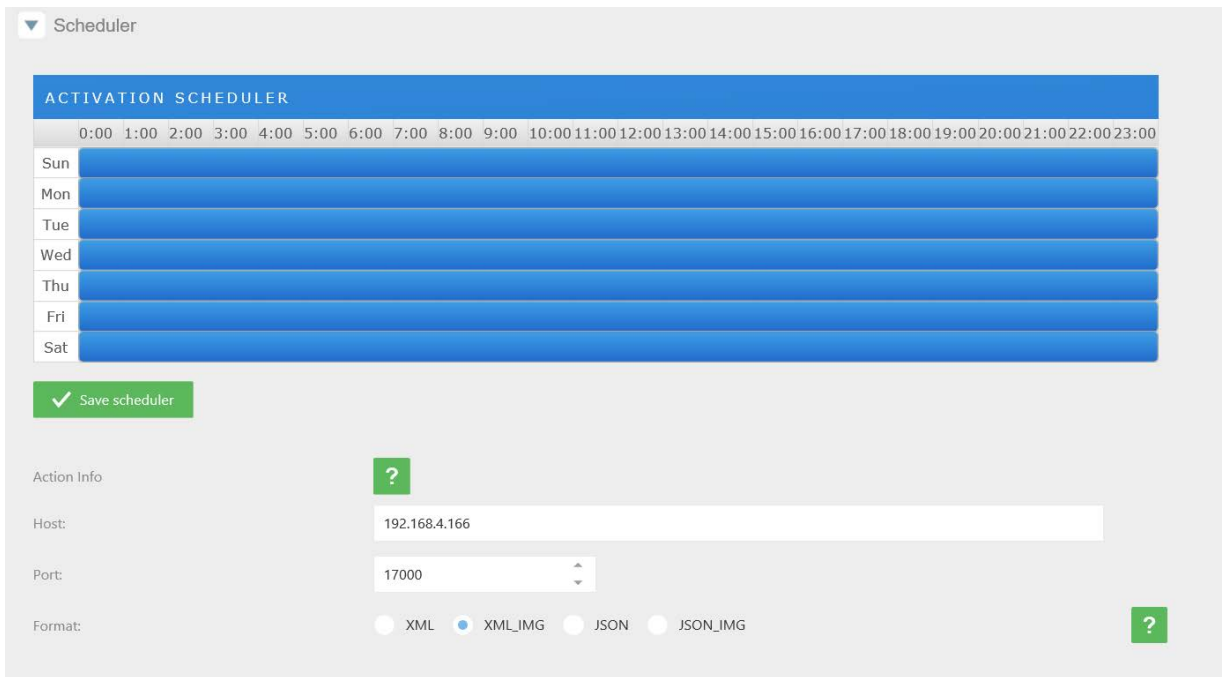 Scheduler
ACTIVATION SCHEDULER
0:00 1:00 2:00 3:00 4:00 5:00 6:00 7:00 8:00 9:00 10:00 11:00 12:00 13:00 14:00 15:00 16:00 17:00 18:00 19:00 20:00 21:00 22:00 23:00
Sun
Mon
Tue
Wed
Thu
Fri
Sat
Save scheduler
Action Info ?
Host: 192.168.4.166
Port: 17000
Format: XML XML_IMG JSON JSON_IMG ?